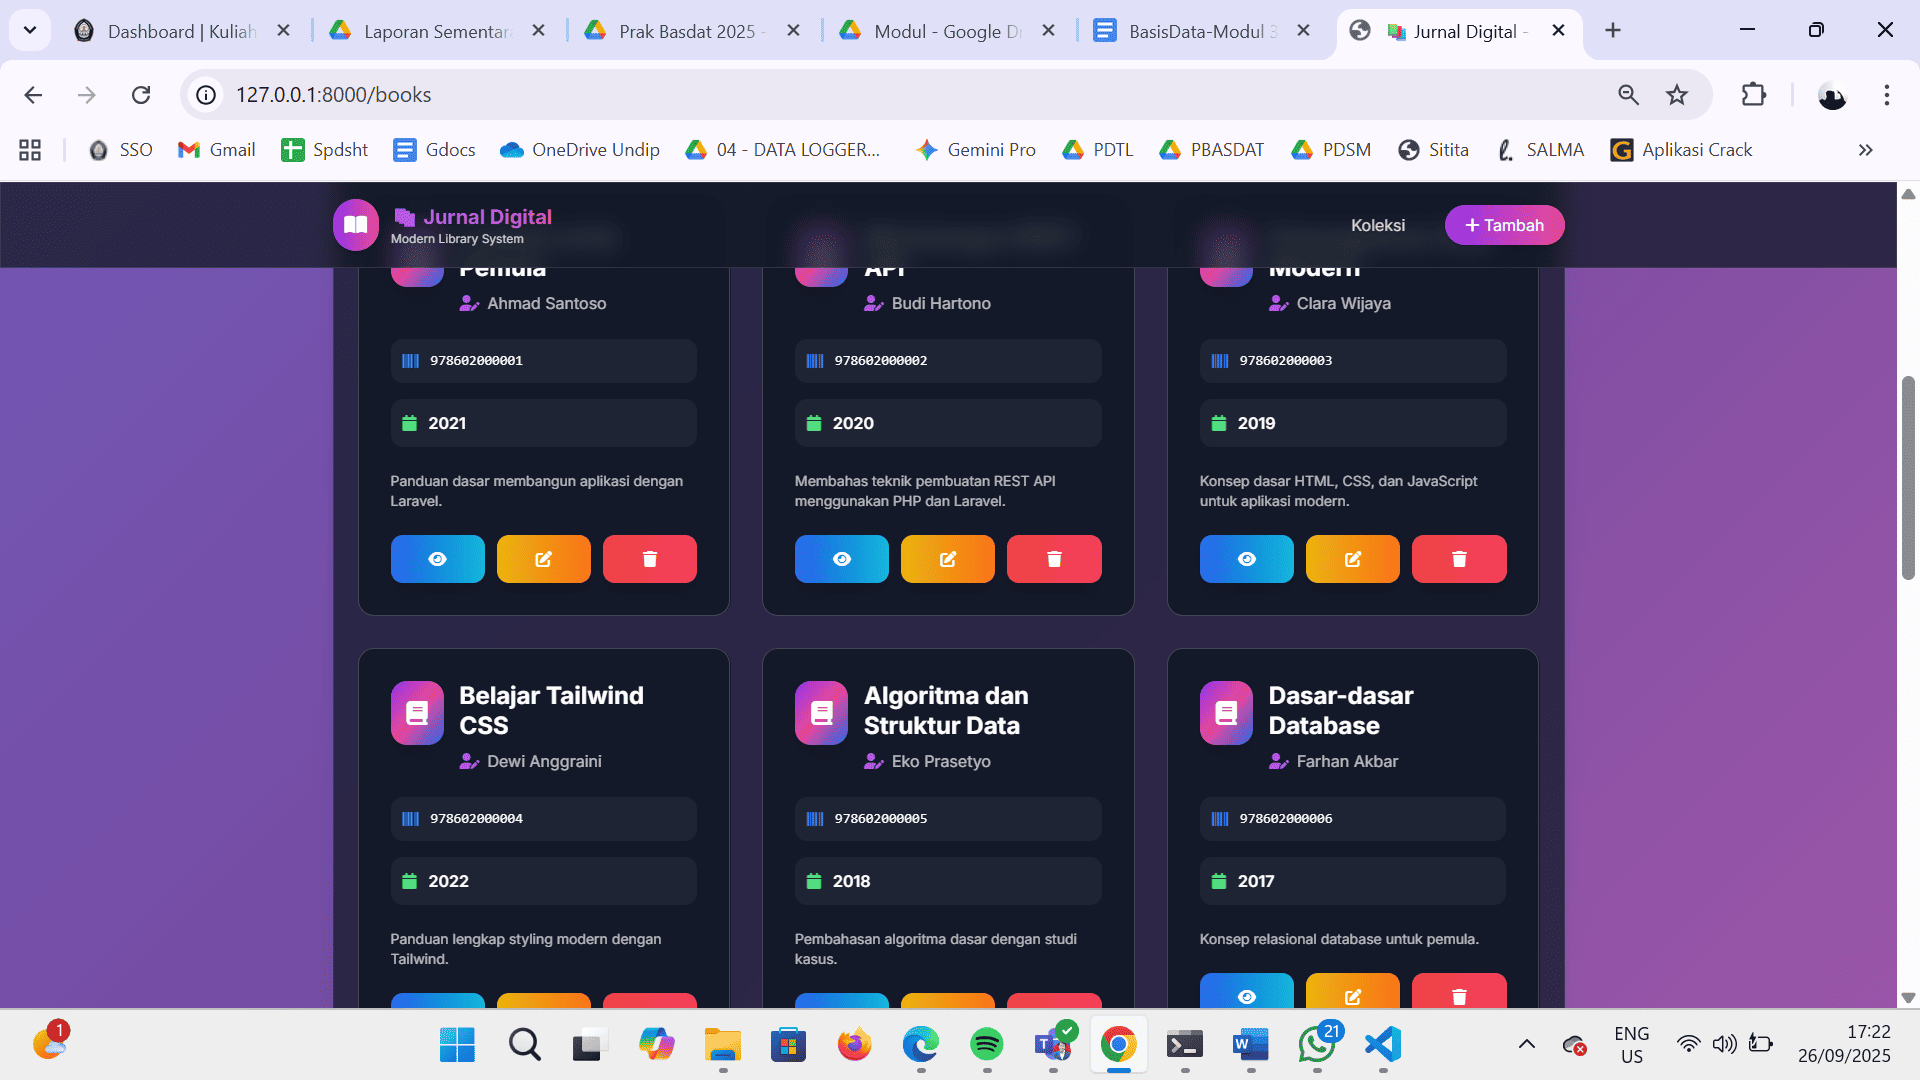 Dashboard | Kuliah
Laporan Sementara
Prak Basdat 2025 -
Modul - Google Dr
BasisData-Modul 3
Jurnal Digital -
127.0.0.1:8000/books
SSO
Gmail
Spdsht
Gdocs
OneDrive Undip
04 - DATA LOGGER...
Gemini Pro
PDTL
PBASDAT
PDSM
Sitita
SALMA
Aplikasi Crack
Jurnal Digital
Modern Library System
Koleksi
+ Tambah
Pemula
Ahmad Santoso
978602000001
2021
Panduan dasar membangun aplikasi dengan
Laravel.
API
Budi Hartono
978602000002
2020
Membahas teknik pembuatan REST API
menggunakan PHP dan Laravel.
Modern
Clara Wijaya
978602000003
2019
Konsep dasar HTML, CSS, dan JavaScript
untuk aplikasi modern.
Belajar Tailwind
CSS
Dewi Anggraini
978602000004
2022
Panduan lengkap styling modern dengan
Tailwind.
Algoritma dan
Struktur Data
Eko Prasetyo
978602000005
2018
Pembahasan algoritma dasar dengan studi
kasus.
Dasar-dasar
Database
Farhan Akbar
978602000006
2017
Konsep relasional database untuk pemula.
1
21
ENG
US
17:22
26/09/2025